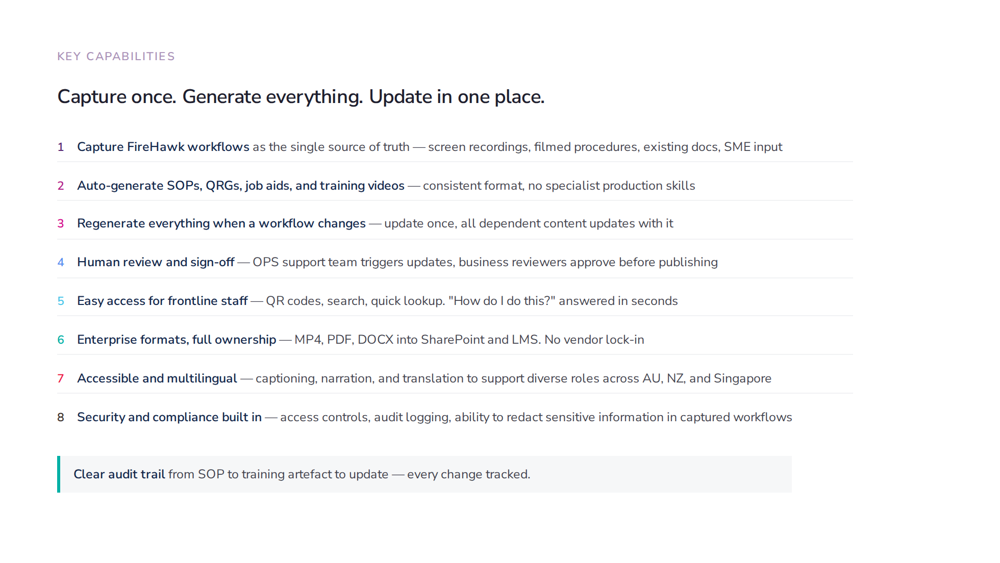 KEY CAPABILITIES
Capture once. Generate everything. Update in one place.
1 Capture FireHawk workflows as the single source of truth — screen recordings, filmed procedures, existing docs, SME input
2 Auto-generate SOPs, QRGs, job aids, and training videos — consistent format, no specialist production skills
3 Regenerate everything when a workflow changes — update once, all dependent content updates with it
4 Human review and sign-off — OPS support team triggers updates, business reviewers approve before publishing
5 Easy access for frontline staff — QR codes, search, quick lookup. "How do I do this?" answered in seconds
6 Enterprise formats, full ownership — MP4, PDF, DOCX into SharePoint and LMS. No vendor lock-in
7 Accessible and multilingual — captioning, narration, and translation to support diverse roles across AU, NZ, and Singapore
8 Security and compliance built in — access controls, audit logging, ability to redact sensitive information in captured workflows
Clear audit trail from SOP to training artefact to update — every change tracked.